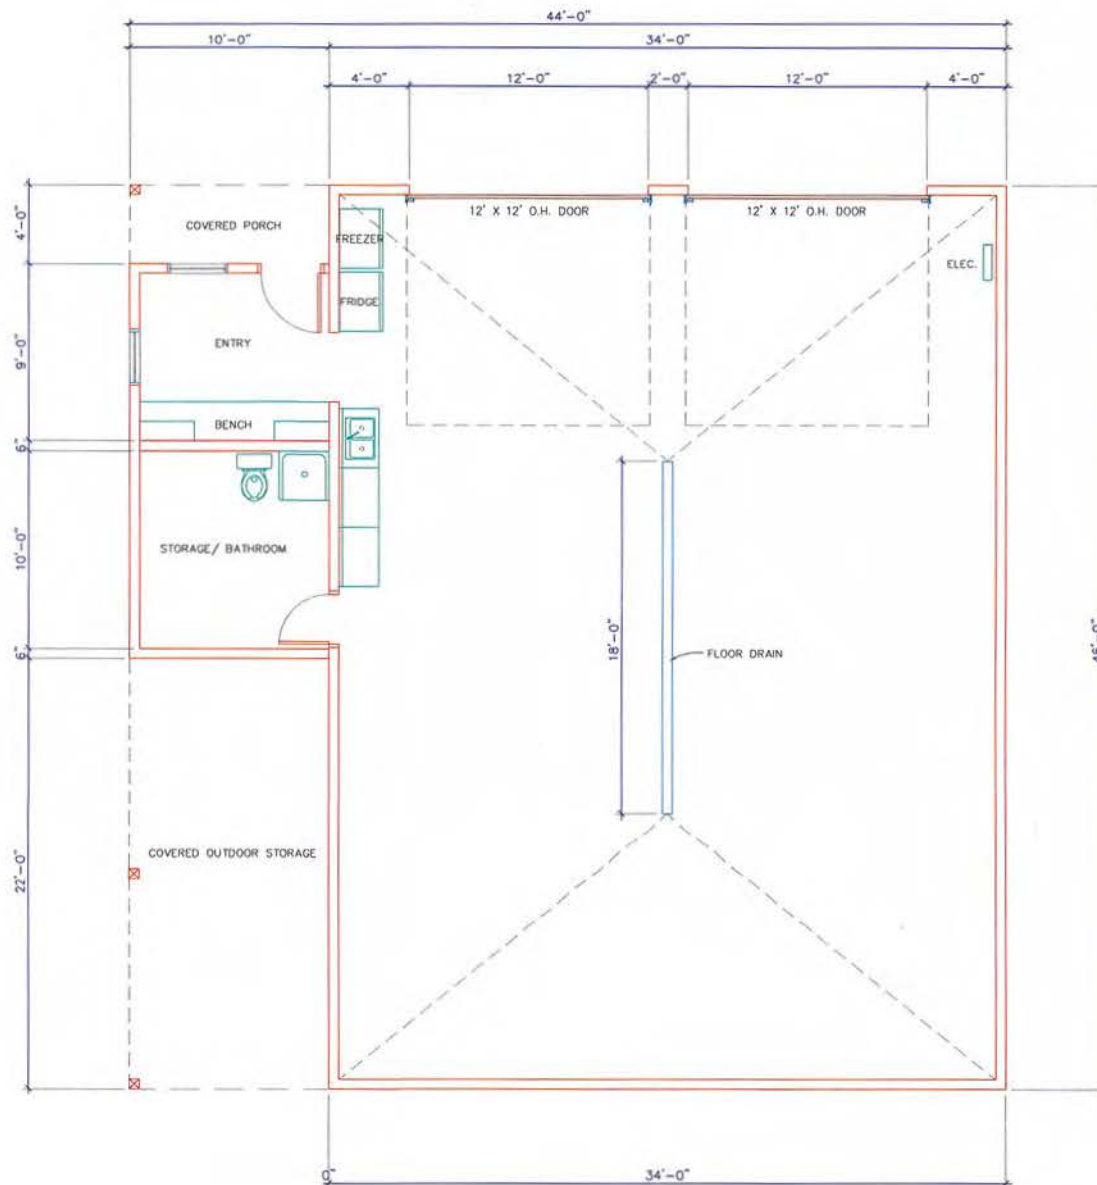 44'-0"
10'-0"
34'-0"
4'-0"
12'-0"
2'-0"
12'-0"
4'-0"
12' X 12' O.H. DOOR
12' X 12' O.H. DOOR
4'-0"
COVERED PORCH
FREEZER
ELEC.
FRIDGE
9'-0"
ENTRY
BENCH
6"
10'-0"
STORAGE/ BATHROOM
18'-0"
6"
FLOOR DRAIN
46'-0"
22'-0"
COVERED OUTDOOR STORAGE
0"
34'-0"